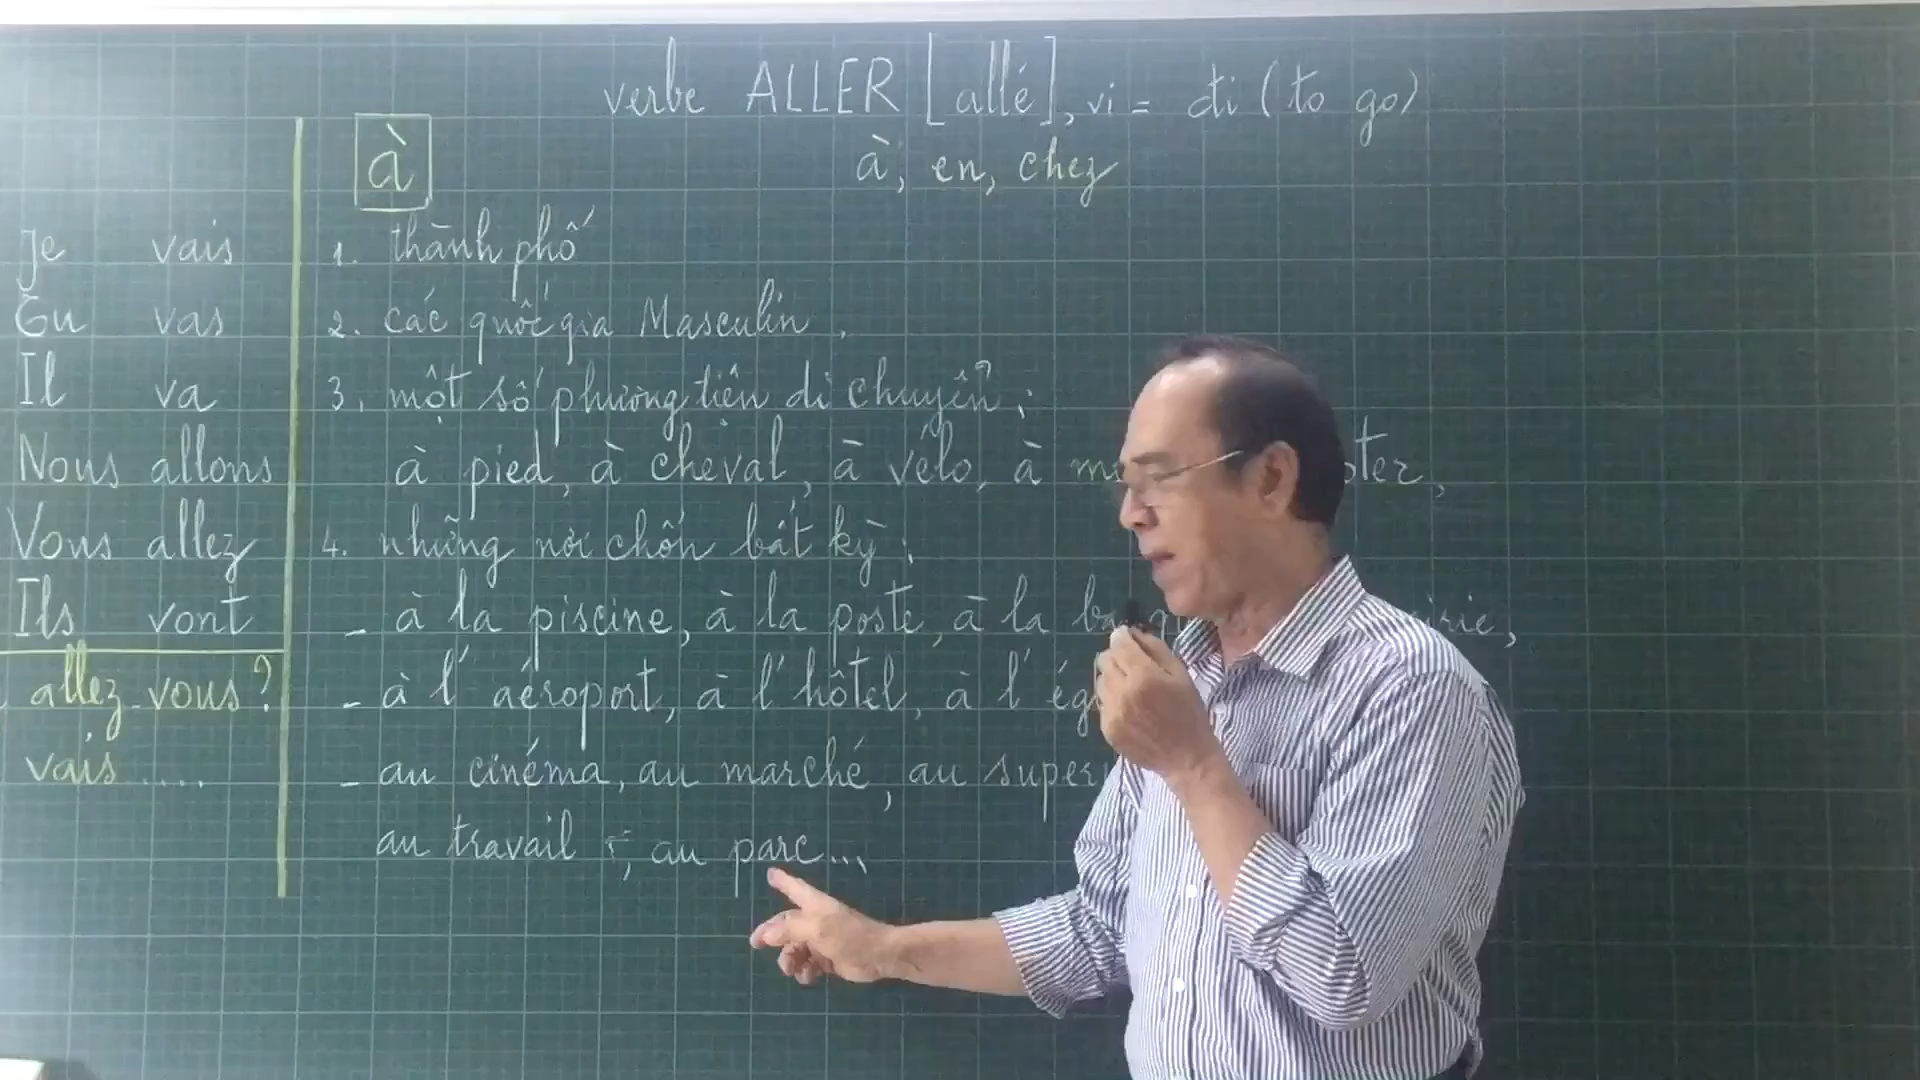 verbe ALLER [allé], vi = đi (to go)
à, en, chez
Je vais
Tu vas
Il va
Nous allons
Vous allez
Ils vont
allez-vous?
vais ....
à
1. thành phố
2. các quốc gia Masculin.
3. một số phương tiện di chuyển:
à pied, à cheval, à vélo, à
4. những nơi chốn bất kỳ:
- à la piscine, à la poste, à la
- à l'aéroport, à l'hôtel, à l'
- au cinéma, au marché, au
au travail, au parc...